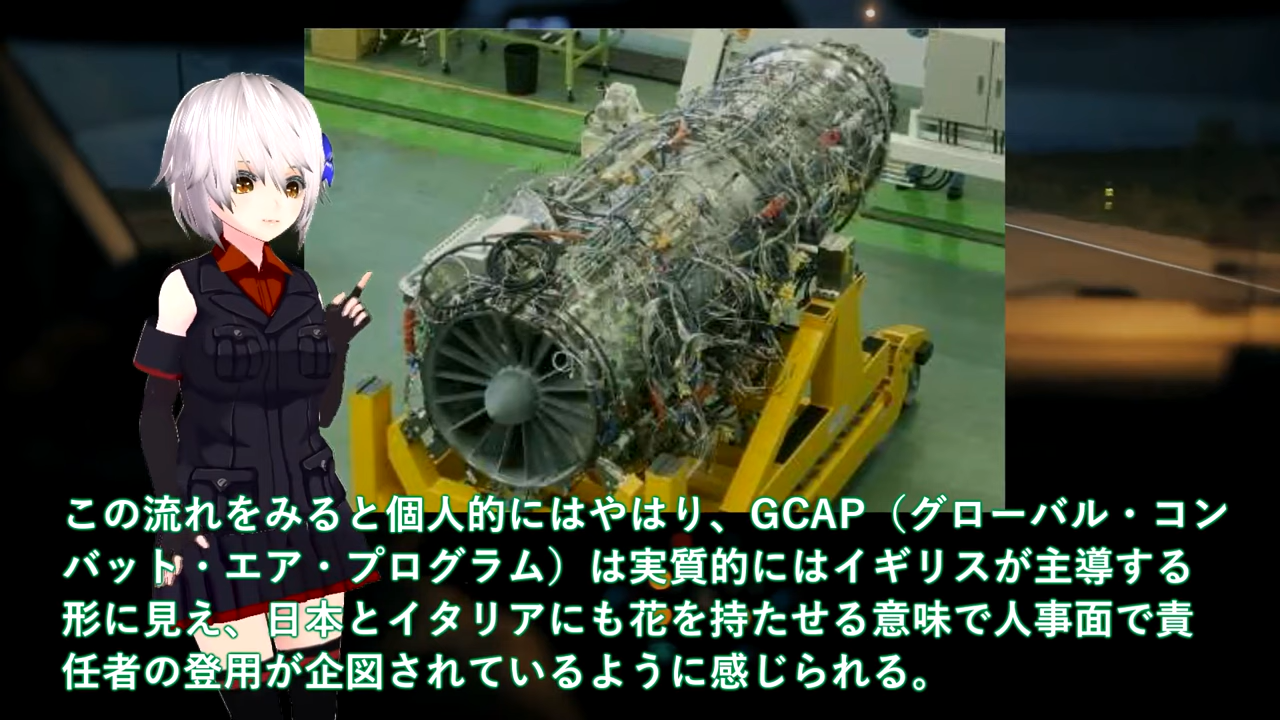 この流れをみると個人的にはやはり、GCAP（グローバル・コン
バット・エア・プログラム）は実質的にはイギリスが主導する
形に見え、日本とイタリアにも花を持たせる意味で人事面で責
任者の登用が企図されているように感じられる。